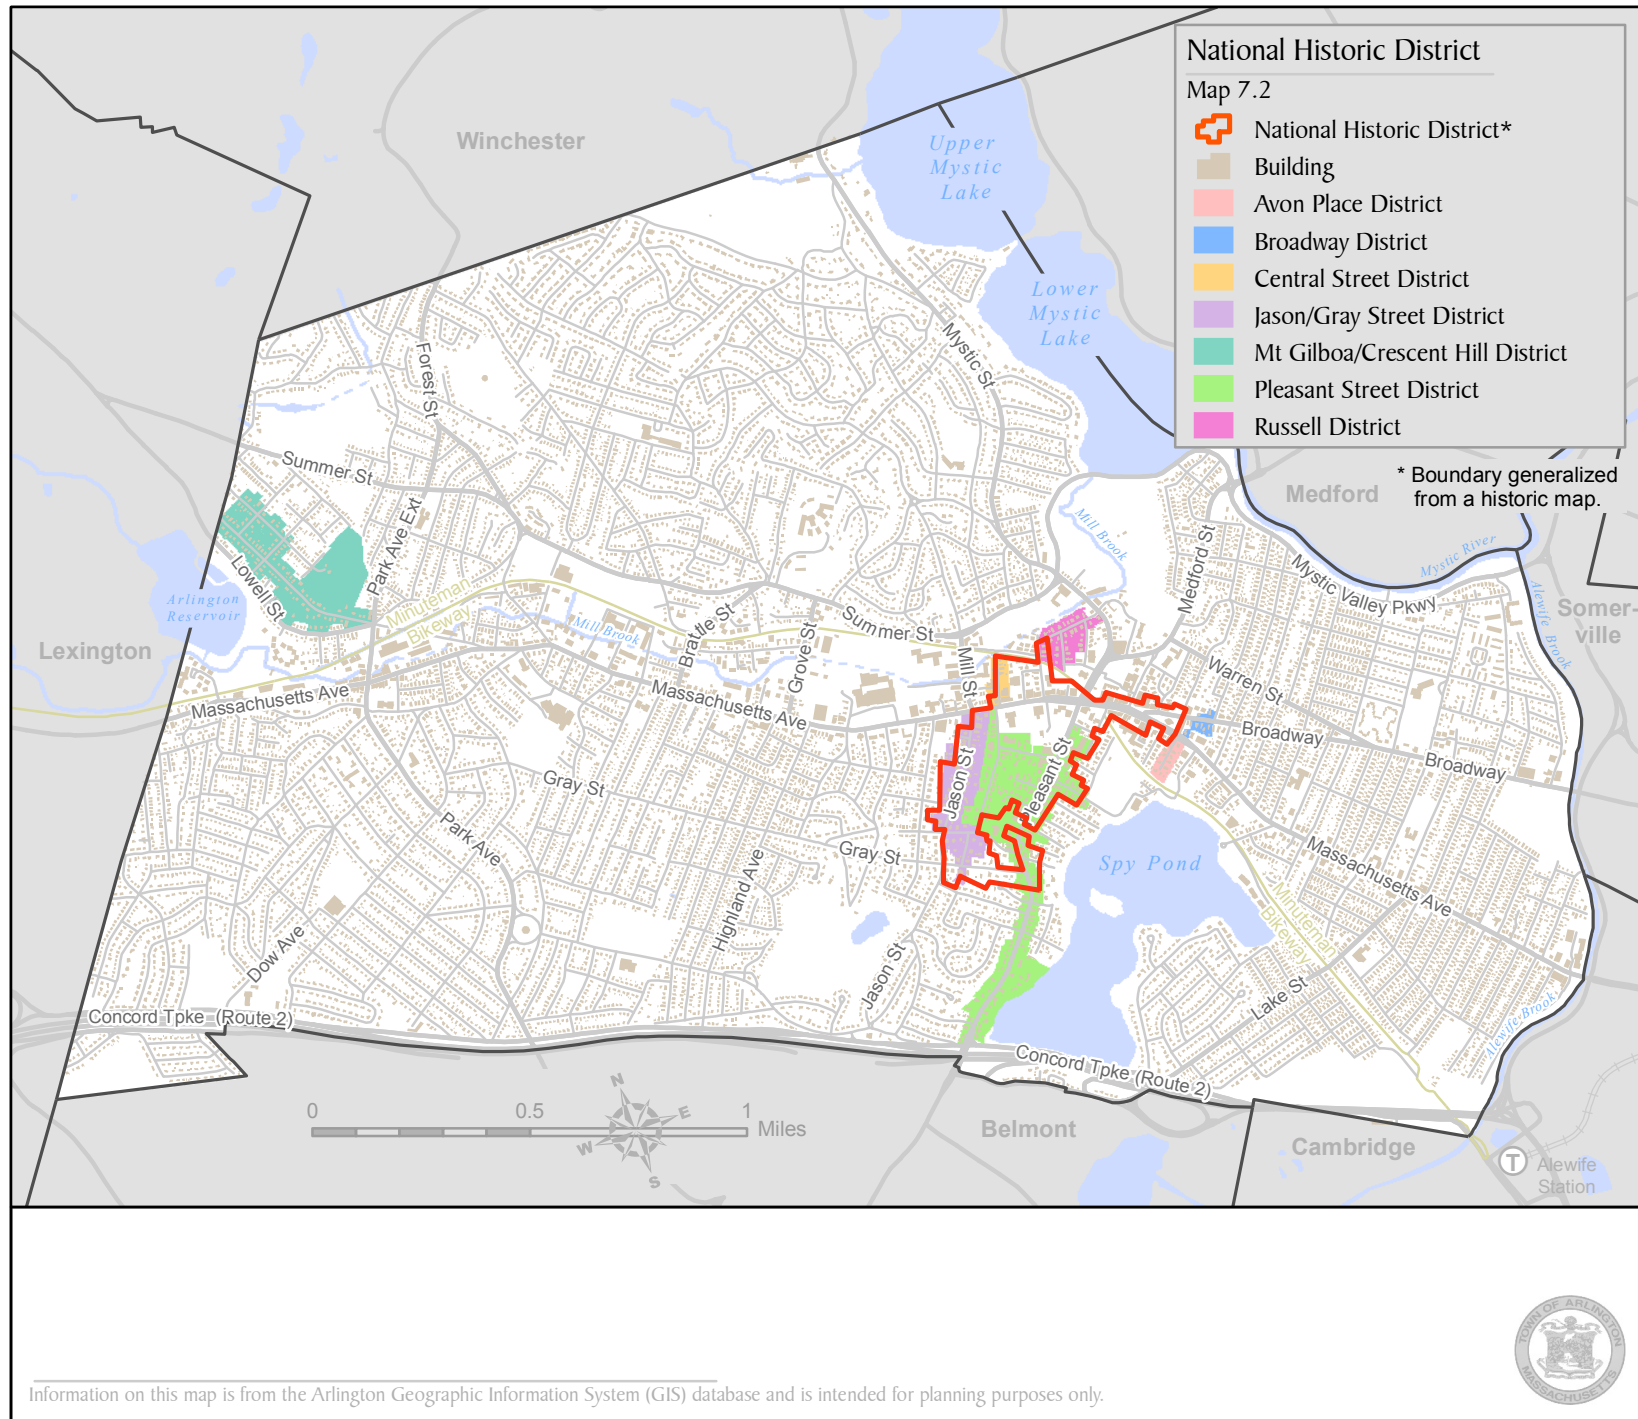 National Historic District
Map 7.2
National Historic District*
Building
Avon Place District
Broadway District
Central Street District
Jason/Gray Street District
Mt Gilboa/Crescent Hill District
Pleasant Street District
Russell District
* Boundary generalized
from a historic map.
Winchester
Upper
Mystic
Lake
Lower
Mystic
Lake
Mystic St
Forest St
Summer St
Park Ave Ext
Lowell St
Arlington
Reservoir
Lexington
Minuteman
Bikeway
Mill Brook
Massachusetts Ave
Brattle St
Grove St
Summer St
Massachusetts Ave
Mill St
Mill Brook
Medford St
Medford
Mystic River
Mystic Valley Pkwy
Alewife Brook
Somer-
ville
Warren St
Broadway
Broadway
Jason St
Pleasant St
Gray St
Gray St
Park Ave
Highland Ave
Dow Ave
Jason St
Spy Pond
Massachusetts Ave
Minuteman
Bikeway
Lake St
Alewife Brook
Concord Tpke (Route 2)
Concord Tpke (Route 2)
Belmont
Cambridge
T
Alewife
Station
0 0.5 1
Miles
N
E
W
S
TOWN OF ARLINGTON
MASSACHUSETTS
Information on this map is from the Arlington Geographic Information System (GIS) database and is intended for planning purposes only.